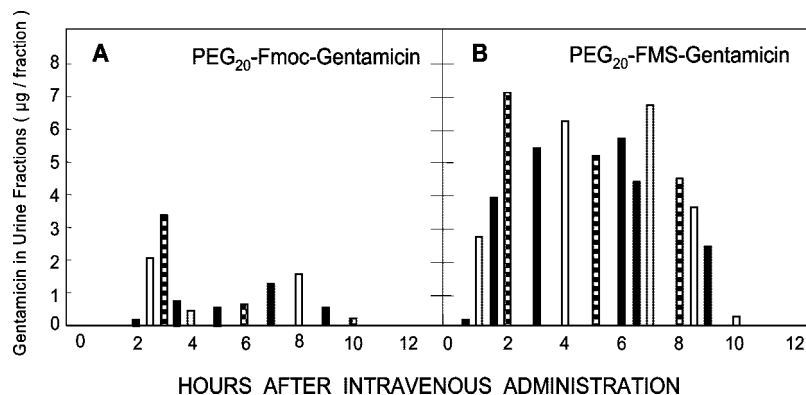 A
PEG20-Fmoc-Gentamicin
B
PEG20-FMS-Gentamicin
Gentamicin in Urine Fractions ( µg / fraction )
8
7
6
5
4
3
2
1
0
0 2 4 6 8 10 12
0 2 4 6 8 10 12
HOURS AFTER INTRAVENOUS ADMINISTRATION